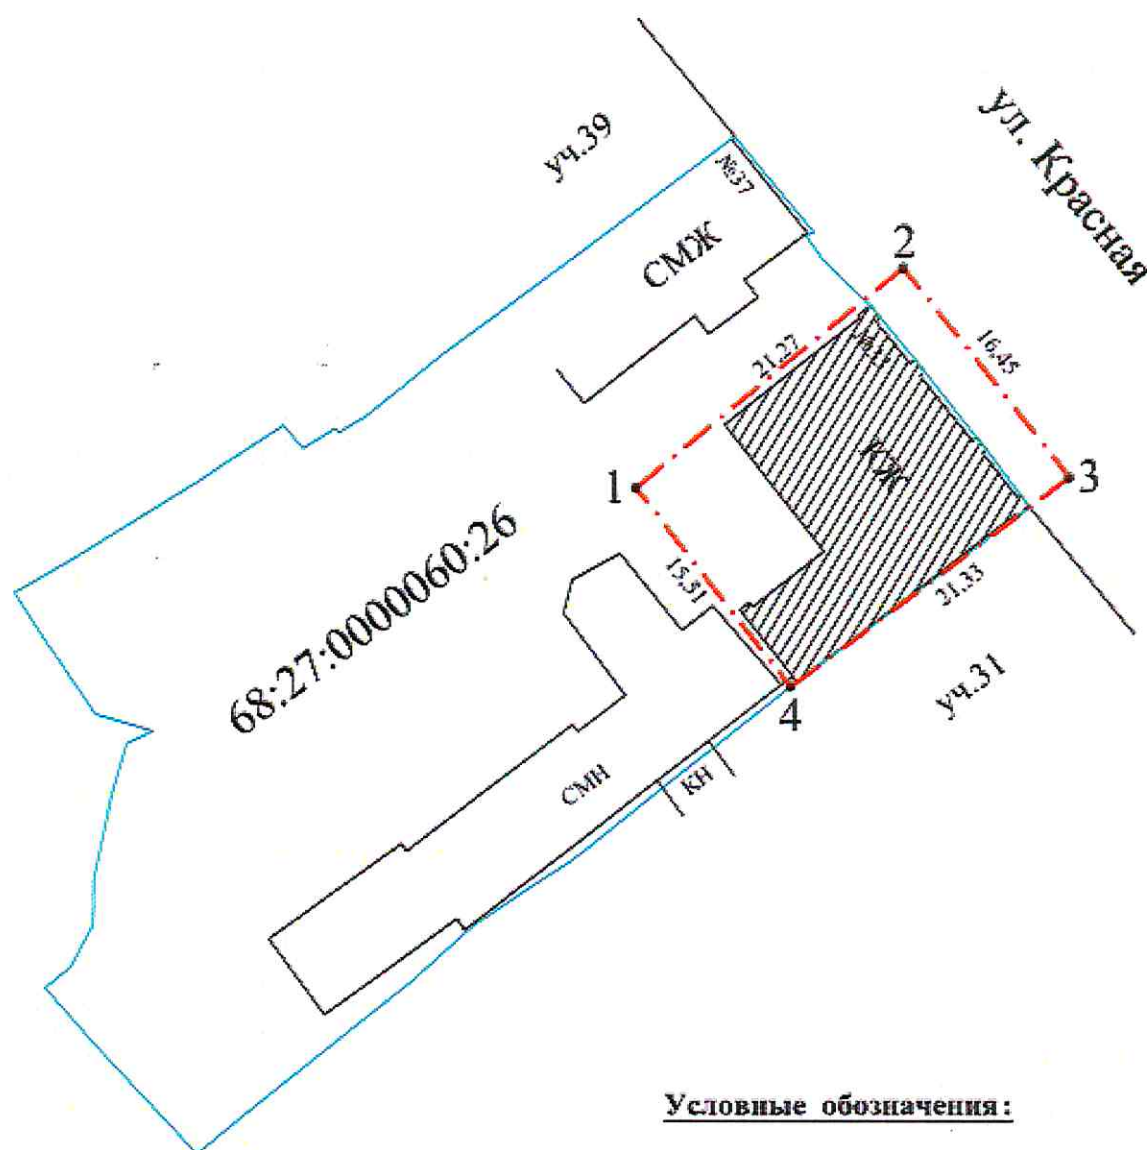 ул. Красная
уч.39
№37
СМЖ
2
21,27
16,45
КЖ
1
3
68:27:0000060:26
15,51
21,33
уч.31
4
СМН
КН
Условные обозначения: